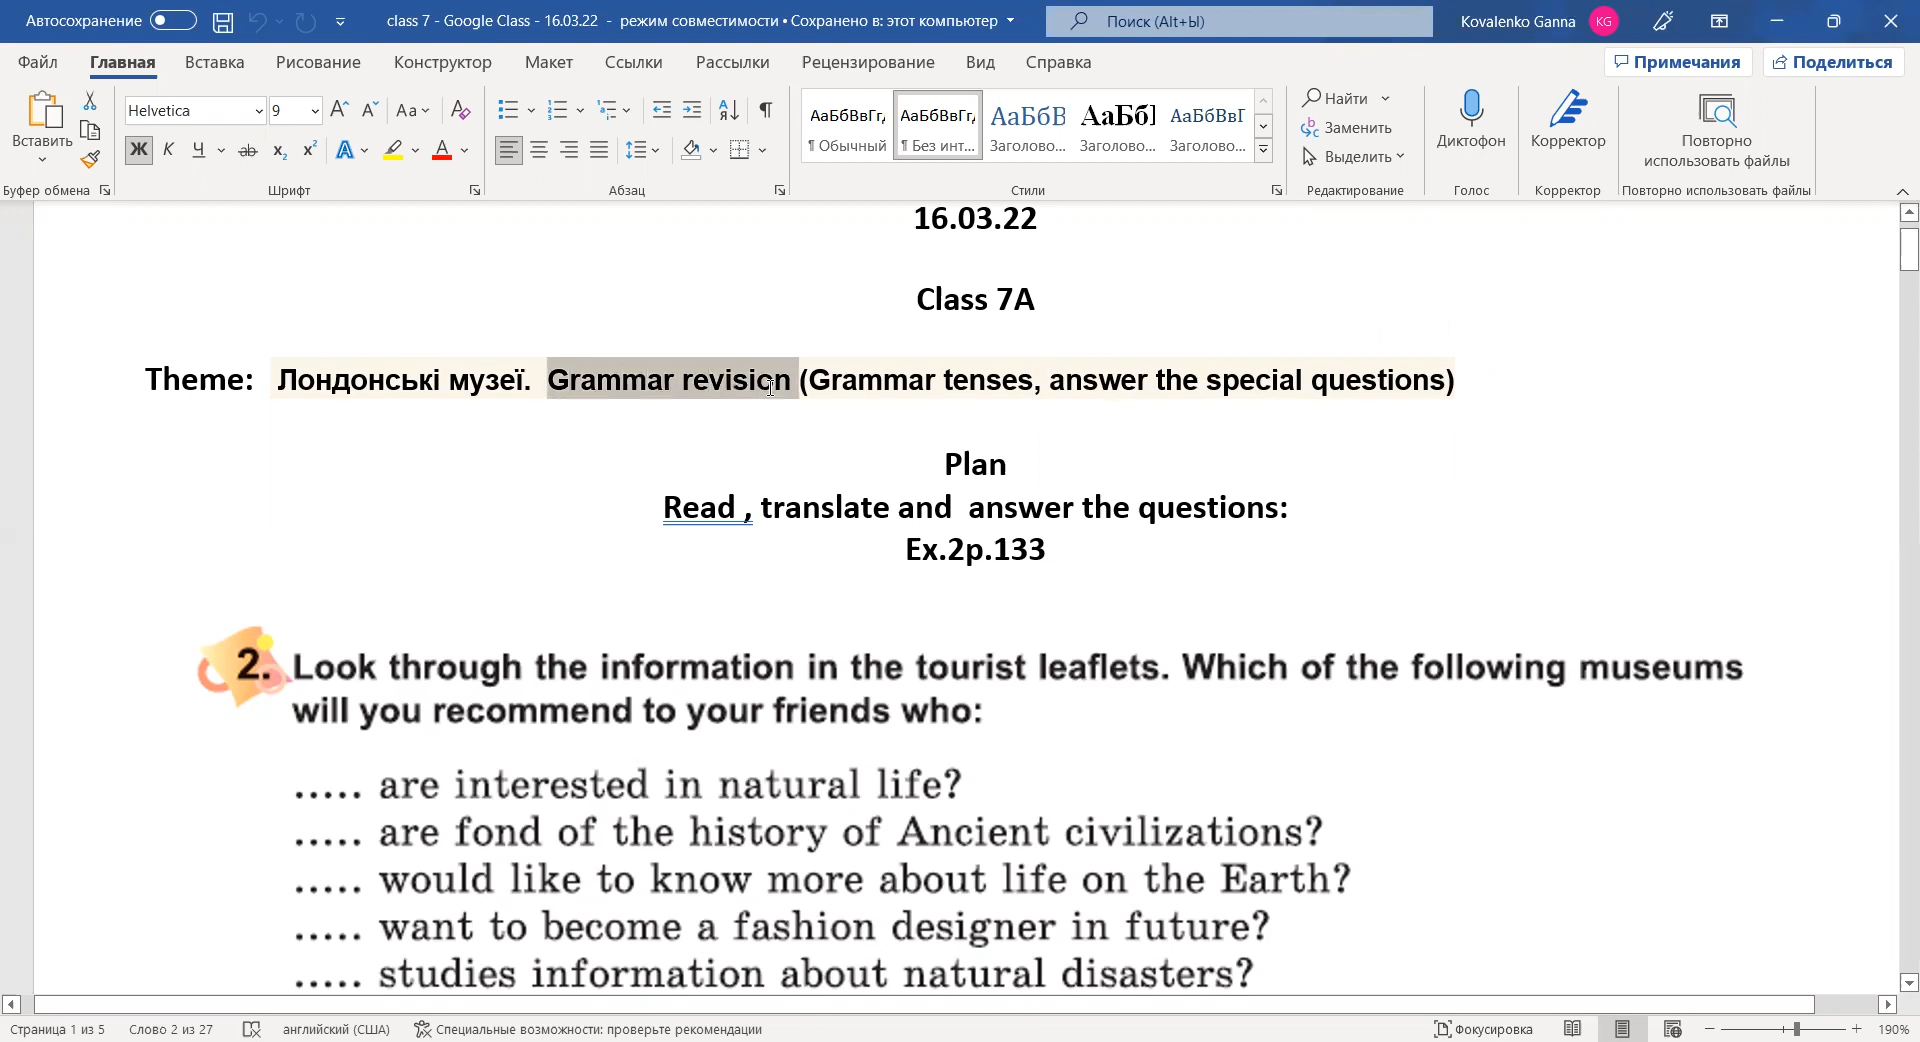 Автосохранение
class 7 - Google Class - 16.03.22 - режим совместимости • Сохранено в: этот компьютер
Поиск (Alt+Ы)
Kovalenko Ganna KG
Файл Главная Вставка Рисование Конструктор Макет Ссылки Рассылки Рецензирование Вид Справка
Примечания Поделиться
Вставить
Helvetica 9
Aa
Ж К Ч ab x₂ x² A A
АаБбВвГг, АаБбВвГг, АаБбВ АаБб] АаБбВвГ
¶ Обычный ¶ Без инт... Заголово... Заголово... Заголово...
Найти
Заменить
Выделить
Диктофон
Корректор
Повторно
использовать файлы
Буфер обмена Шрифт Абзац Стили Редактирование Голос Корректор Повторно использовать файлы
16.03.22
Class 7A
Theme: Лондонські музеї. Grammar revision (Grammar tenses, answer the special questions)
Plan
Read , translate and answer the questions:
Ex.2p.133
2. Look through the information in the tourist leaflets. Which of the following museums
will you recommend to your friends who:
..... are interested in natural life?
..... are fond of the history of Ancient civilizations?
..... would like to know more about life on the Earth?
..... want to become a fashion designer in future?
..... studies information about natural disasters?
Страница 1 из 5 Слово 2 из 27 английский (США) Специальные возможности: проверьте рекомендации Фокусировка 190%